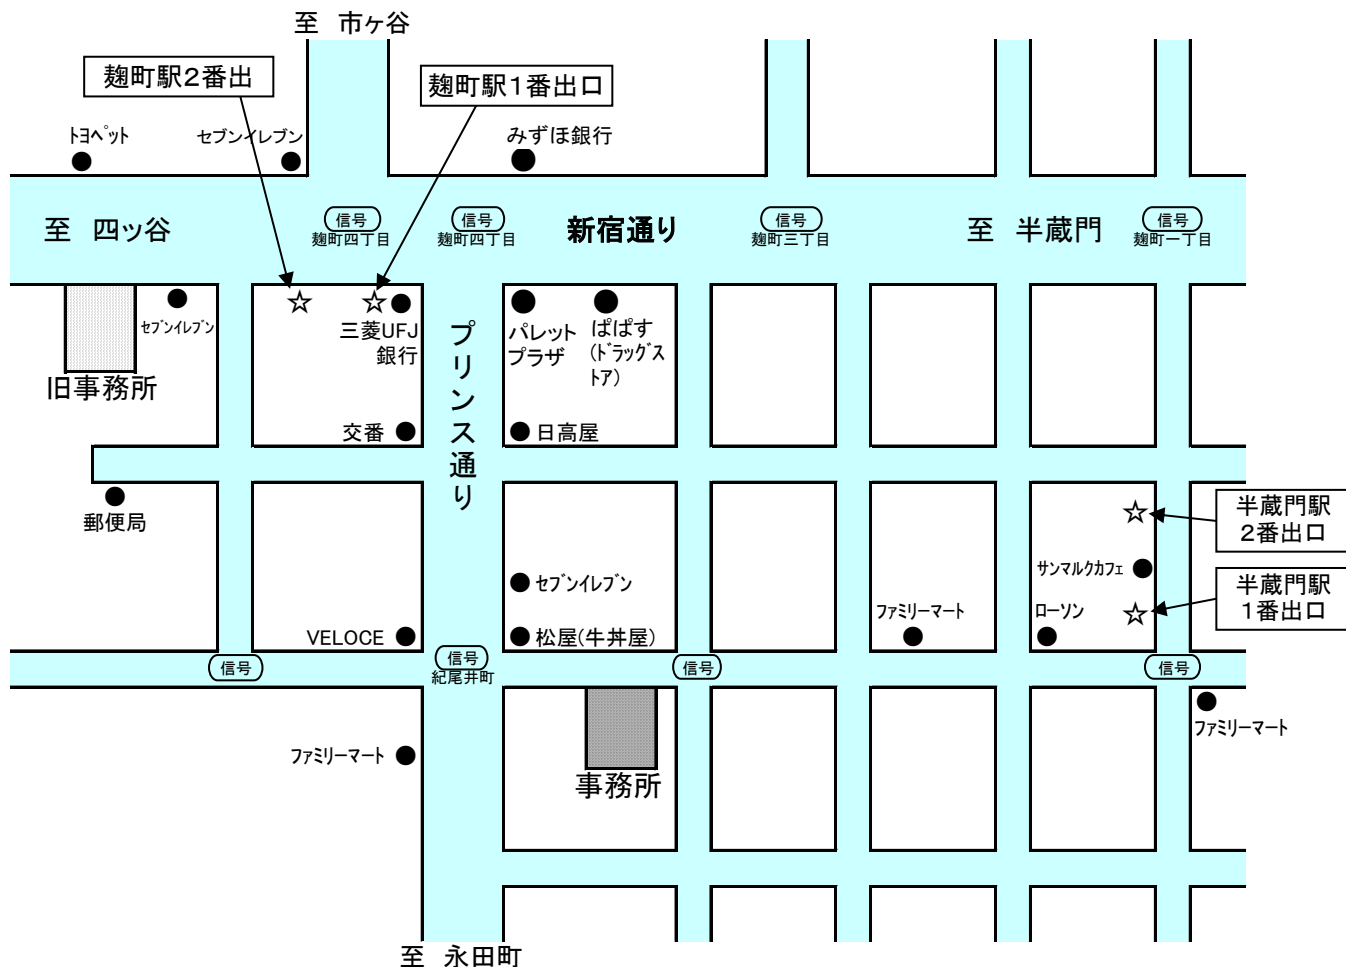 至 市ヶ谷
麹町駅２番出
麹町駅１番出口
ﾄﾖﾍﾟｯﾄ
セブンイレブン
みずほ銀行
至 四ッ谷
信号
麹町四丁目
信号
麹町四丁目
新宿通り
信号
麹町三丁目
至 半蔵門
信号
麹町一丁目
ｾﾌﾞﾝｲﾚﾌﾞﾝ
旧事務所
三菱UFJ
銀行
プリンス通り
パレット
プラザ
ぱぱす
(ﾄﾞﾗｯｸﾞｽ
ﾄｱ)
交番
日高屋
郵便局
半蔵門駅
２番出口
ｾﾌﾞﾝｲﾚﾌﾞﾝ
ｻﾝﾏﾙｸｶﾌｪ
半蔵門駅
１番出口
VELOCE
松屋(牛丼屋)
ﾌｧﾐﾘｰﾏｰﾄ
ﾛｰｿﾝ
信号
信号
紀尾井町
信号
信号
ﾌｧﾐﾘｰﾏｰﾄ
ﾌｧﾐﾘｰﾏｰﾄ
事務所
至 永田町